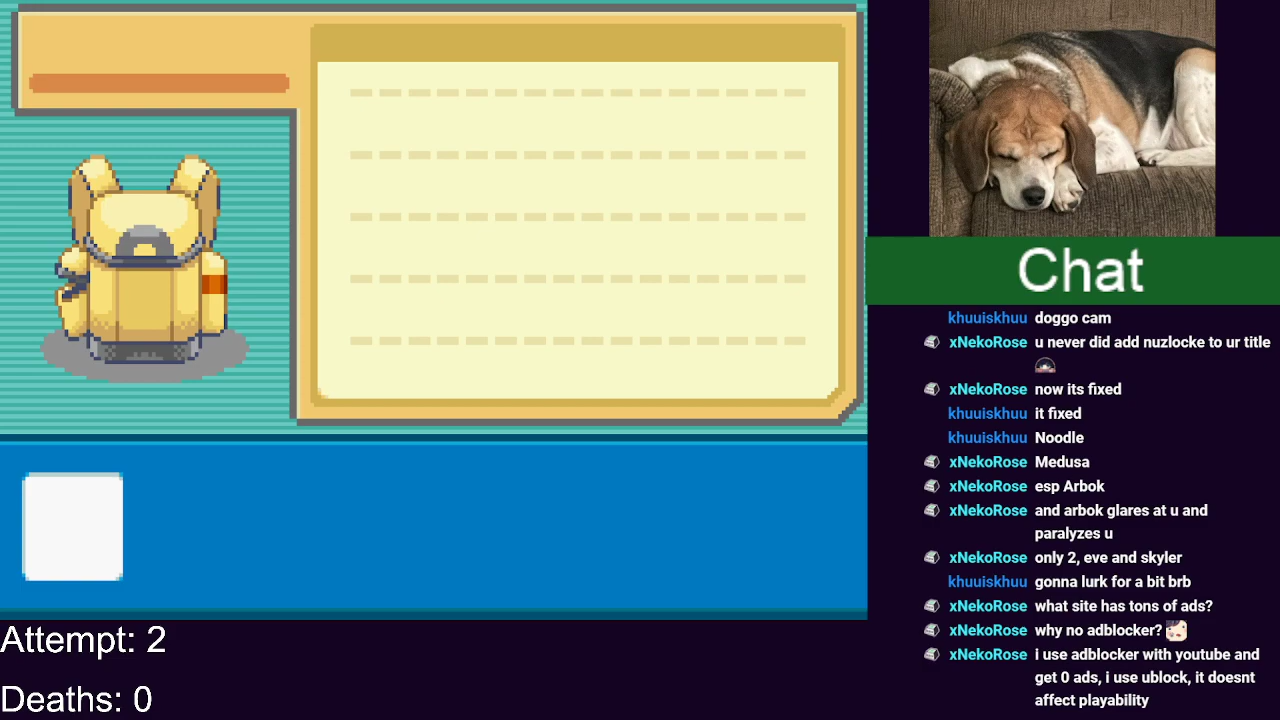 Chat
khuuiskhuu doggo cam
xNekoRose u never did add nuzlocke to ur title
xNekoRose now its fixed
khuuiskhuu it fixed
khuuiskhuu Noodle
xNekoRose Medusa
xNekoRose esp Arbok
xNekoRose and arbok glares at u and
paralyzes u
xNekoRose only 2, eve and skyler
khuuiskhuu gonna lurk for a bit brb
xNekoRose what site has tons of ads?
xNekoRose why no adblocker?
xNekoRose i use adblocker with youtube and
get 0 ads, i use ublock, it doesnt
affect playability
Attempt: 2
Deaths: 0